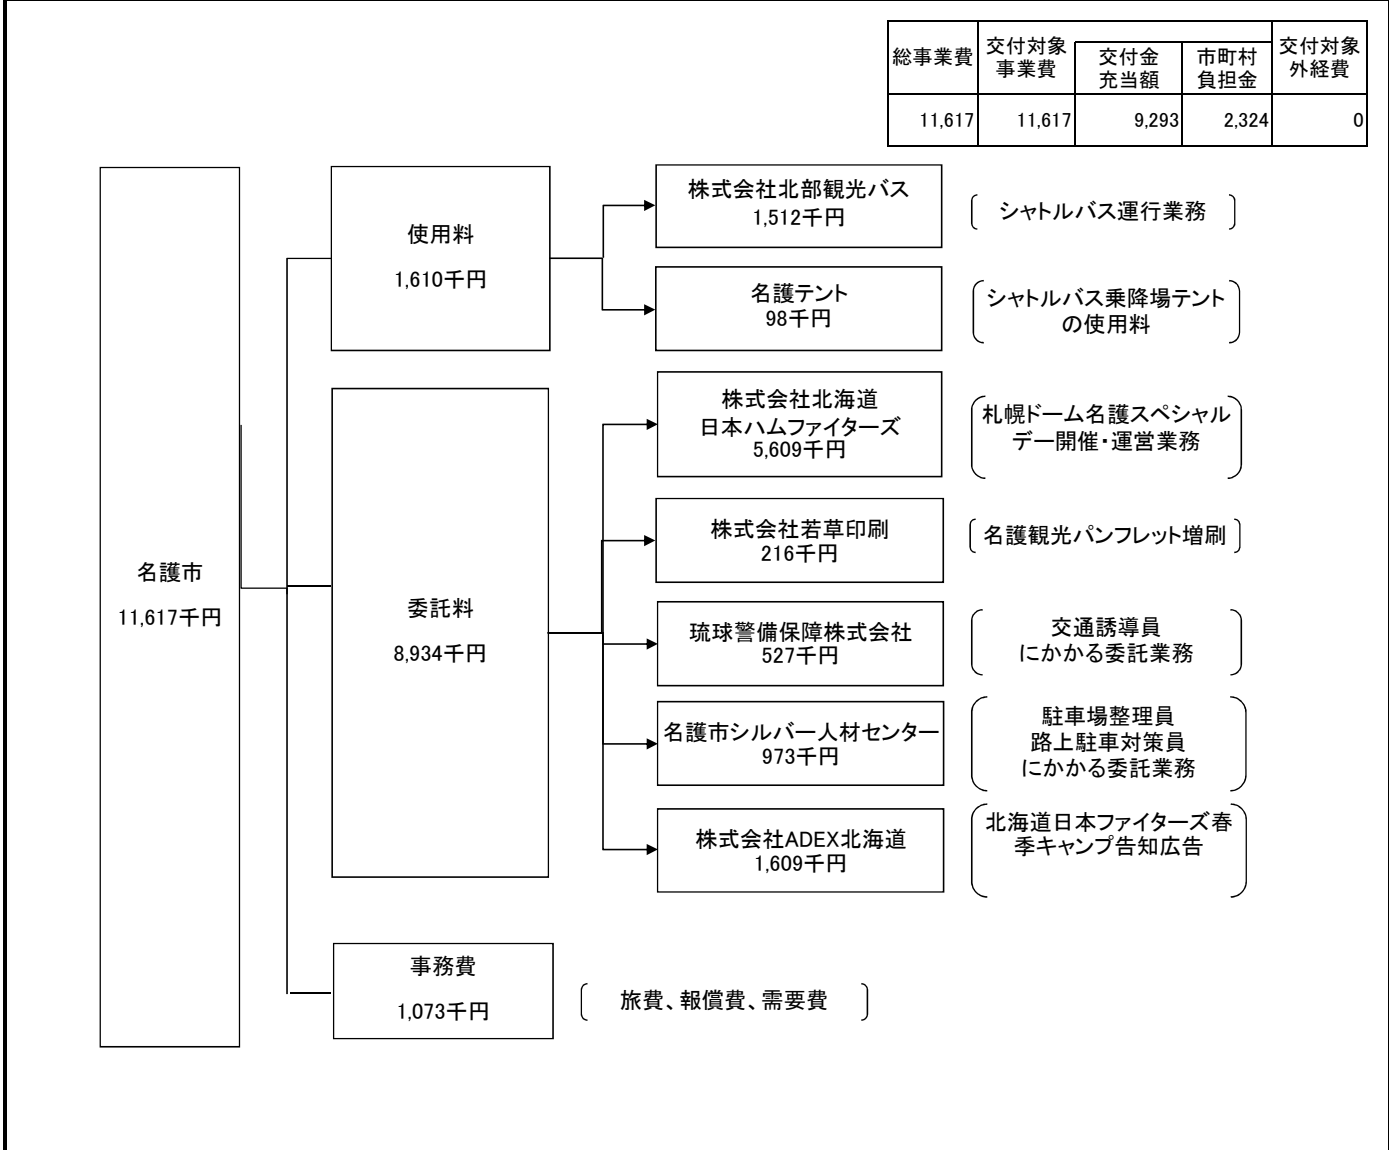 総事業費
交付対象
事業費
交付金
充当額
市町村
負担金
交付対象
外経費
11,617
11,617
9,293
2,324
0
名護市
11,617千円
使用料
1,610千円
株式会社北部観光バス
1,512千円
シャトルバス運行業務
名護テント
98千円
シャトルバス乗降場テント
の使用料
委託料
8,934千円
株式会社北海道
日本ハムファイターズ
5,609千円
札幌ドーム名護スペシャル
デー開催・運営業務
株式会社若草印刷
216千円
名護観光パンフレット増刷
琉球警備保障株式会社
527千円
交通誘導員
にかかる委託業務
名護市シルバー人材センター
973千円
駐車場整理員
路上駐車対策員
にかかる委託業務
株式会社ADEX北海道
1,609千円
北海道日本ファイターズ春
季キャンプ告知広告
事務費
1,073千円
旅費、報償費、需要費